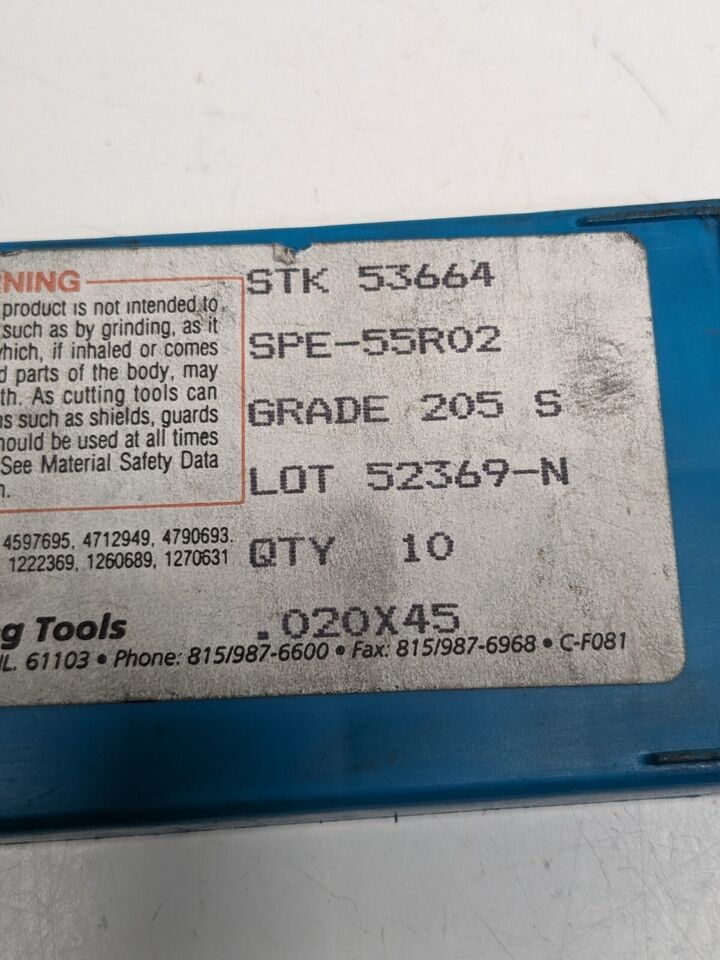 RNING
product is not intended to
such as by grinding, as it
which, if inhaled or comes
d parts of the body, may
th. As cutting tools can
ns such as shields, guards
hould be used at all times
See Material Safety Data
n.
4597695, 4712949, 4790693.
1222369, 1260689, 1270631
g Tools
IL. 61103 • Phone: 815/987-6600 • Fax: 815/987-6968 • C-F081
STK 53664
SPE-55R02
GRADE 205 S
LOT 52369-N
QTY 10
.020X45